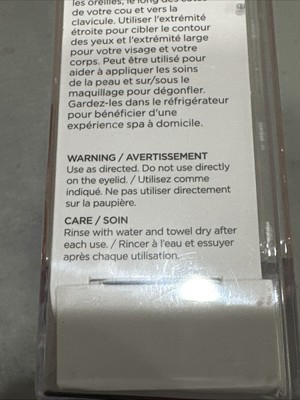 les oreilles, le long des côtés
de votre cou et vers la
clavicule. Utiliser l'extrémité
étroite pour cibler le contour
des yeux et l'extrémité large
pour votre visage et votre
corps. Peut être utilisé pour
aider à appliquer les soins
de la peau et sur/sous le
maquillage pour dégonfler.
Gardez-les dans le réfrigérateur
pour bénéficier d'une
expérience spa à domicile.
WARNING / AVERTISSEMENT
Use as directed. Do not use directly
on the eyelid. / Utilisez comme
indiqué. Ne pas utiliser directement
sur la paupière.
CARE / SOIN
Rinse with water and towel dry after
each use. / Rincer à l'eau et essuyer
après chaque utilisation.